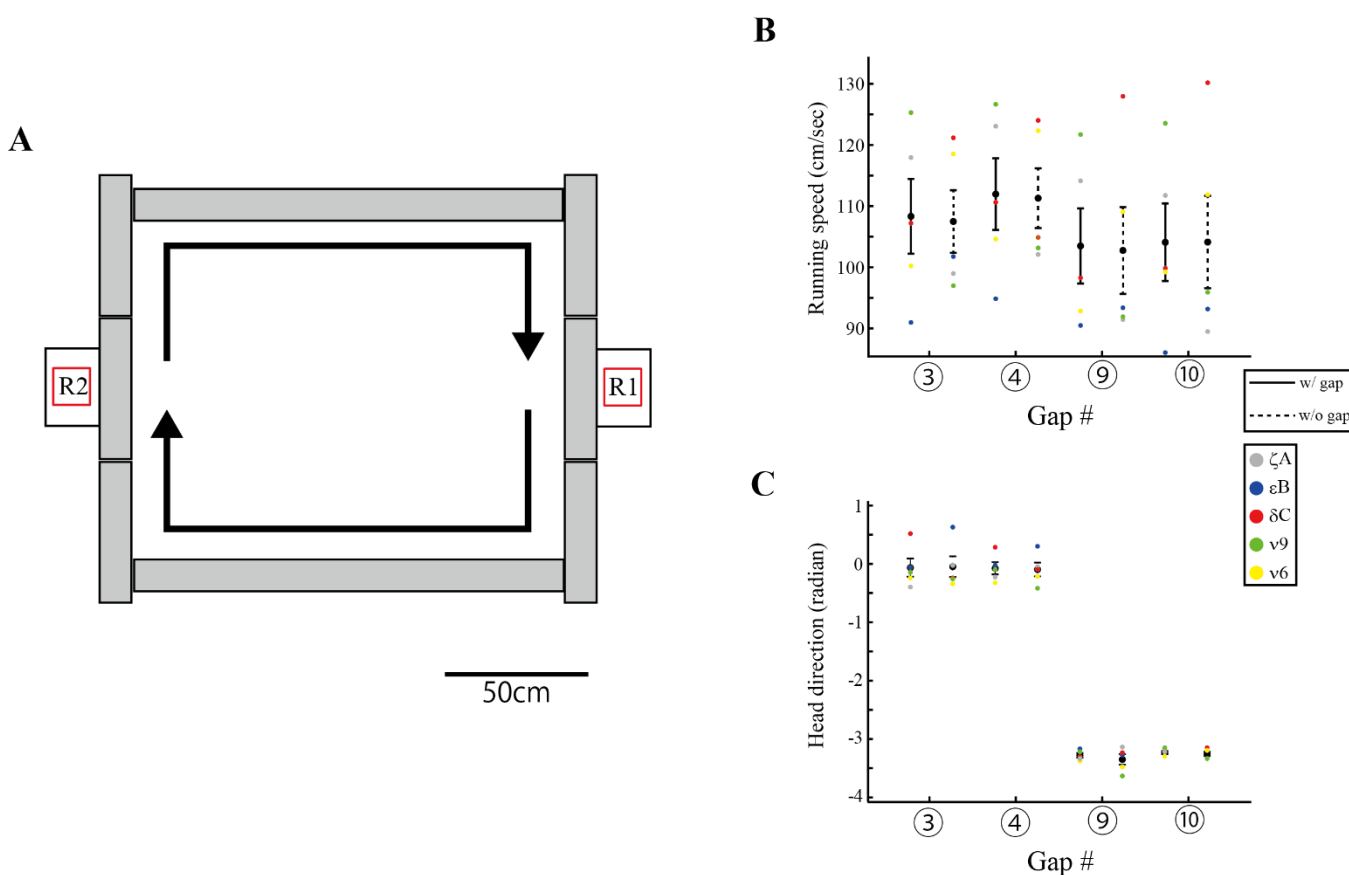 A
R2
R1
50cm
B
Running speed (cm/sec)
130
120
110
100
90
③
④
⑨
⑩
Gap #
w/ gap
w/o gap
ζA
εB
δC
ν9
ν6
C
Head direction (radian)
1
0
-1
-2
-3
-4
③
④
⑨
⑩
Gap #